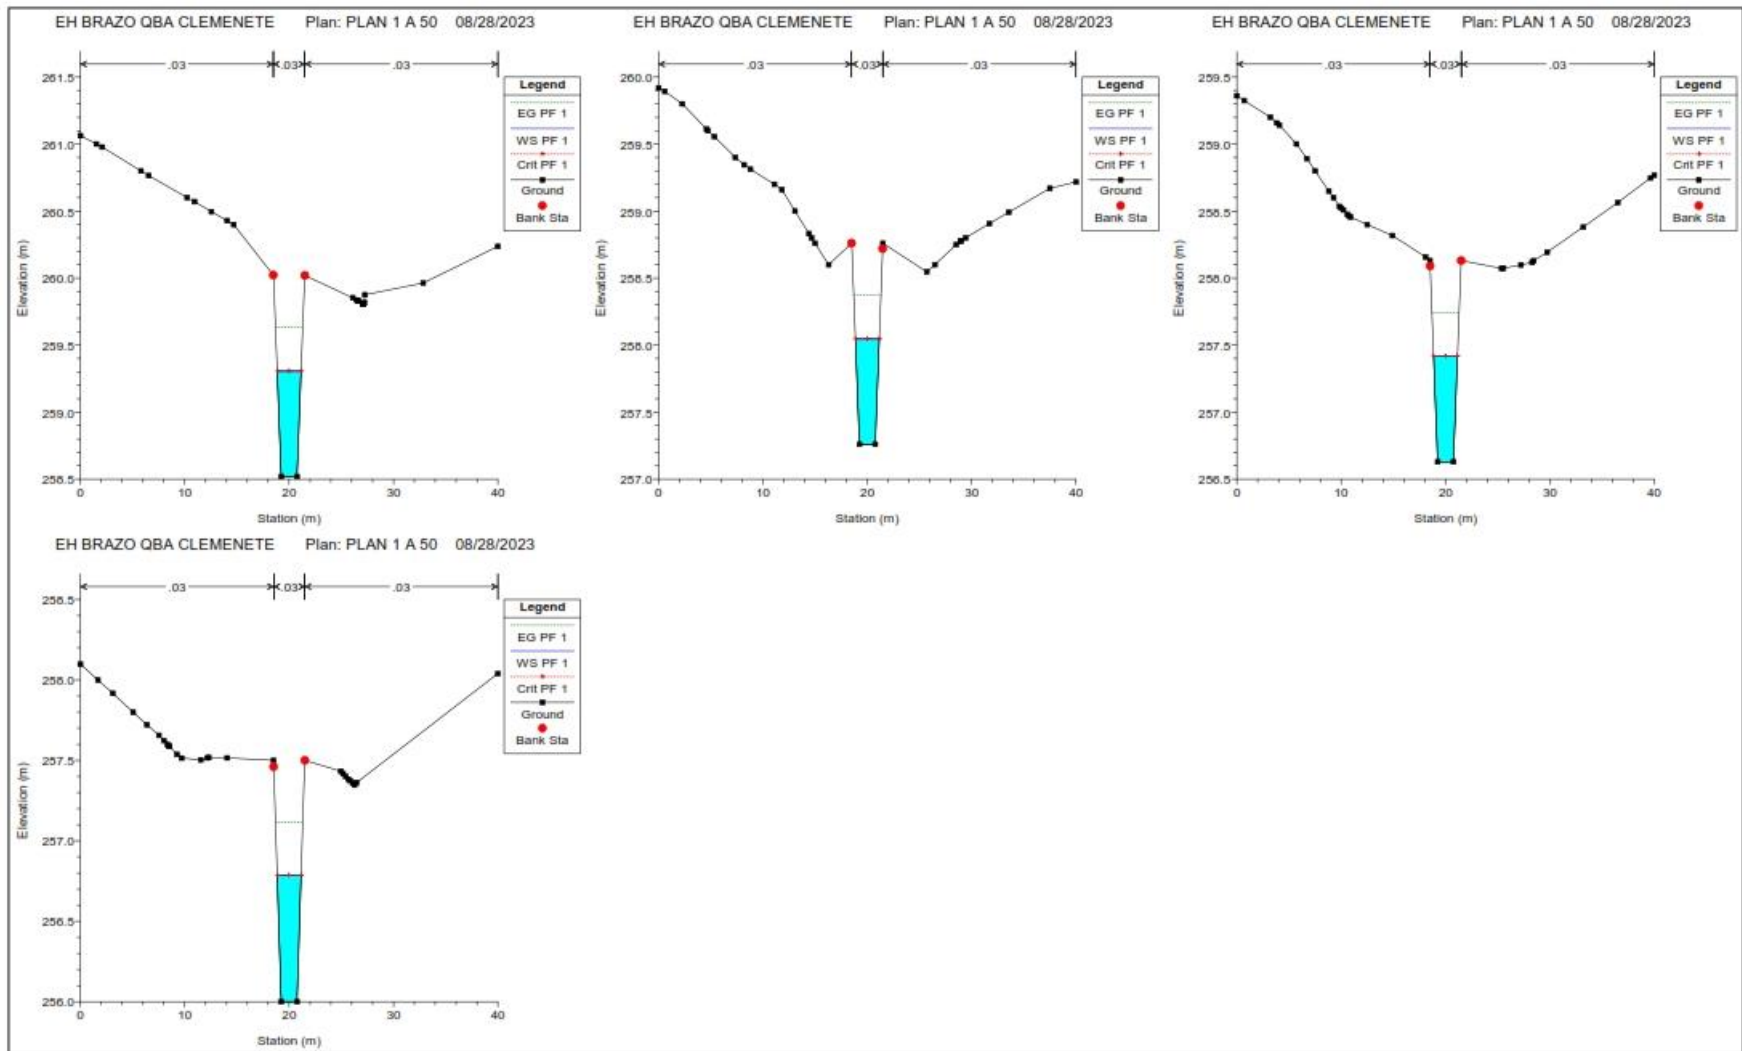 EH BRAZO QBA CLEMENETE Plan: PLAN 1 A 50 08/28/2023
.03 .03 .03
261.5
261.0
260.5
260.0
259.5
259.0
258.5
Elevation (m)
0 10 20 30 40
Station (m)
Legend
EG PF 1
WS PF 1
Crit PF 1
Ground
Bank Sta
EH BRAZO QBA CLEMENETE Plan: PLAN 1 A 50 08/28/2023
.03 .03 .03
260.0
259.5
259.0
258.5
258.0
257.5
257.0
Elevation (m)
0 10 20 30 40
Station (m)
Legend
EG PF 1
WS PF 1
Crit PF 1
Ground
Bank Sta
EH BRAZO QBA CLEMENETE Plan: PLAN 1 A 50 08/28/2023
.03 .03 .03
259.5
259.0
258.5
258.0
257.5
257.0
256.5
Elevation (m)
0 10 20 30 40
Station (m)
Legend
EG PF 1
WS PF 1
Crit PF 1
Ground
Bank Sta
EH BRAZO QBA CLEMENETE Plan: PLAN 1 A 50 08/28/2023
.03 .03 .03
258.5
258.0
257.5
257.0
256.5
256.0
Elevation (m)
0 10 20 30 40
Station (m)
Legend
EG PF 1
WS PF 1
Crit PF 1
Ground
Bank Sta